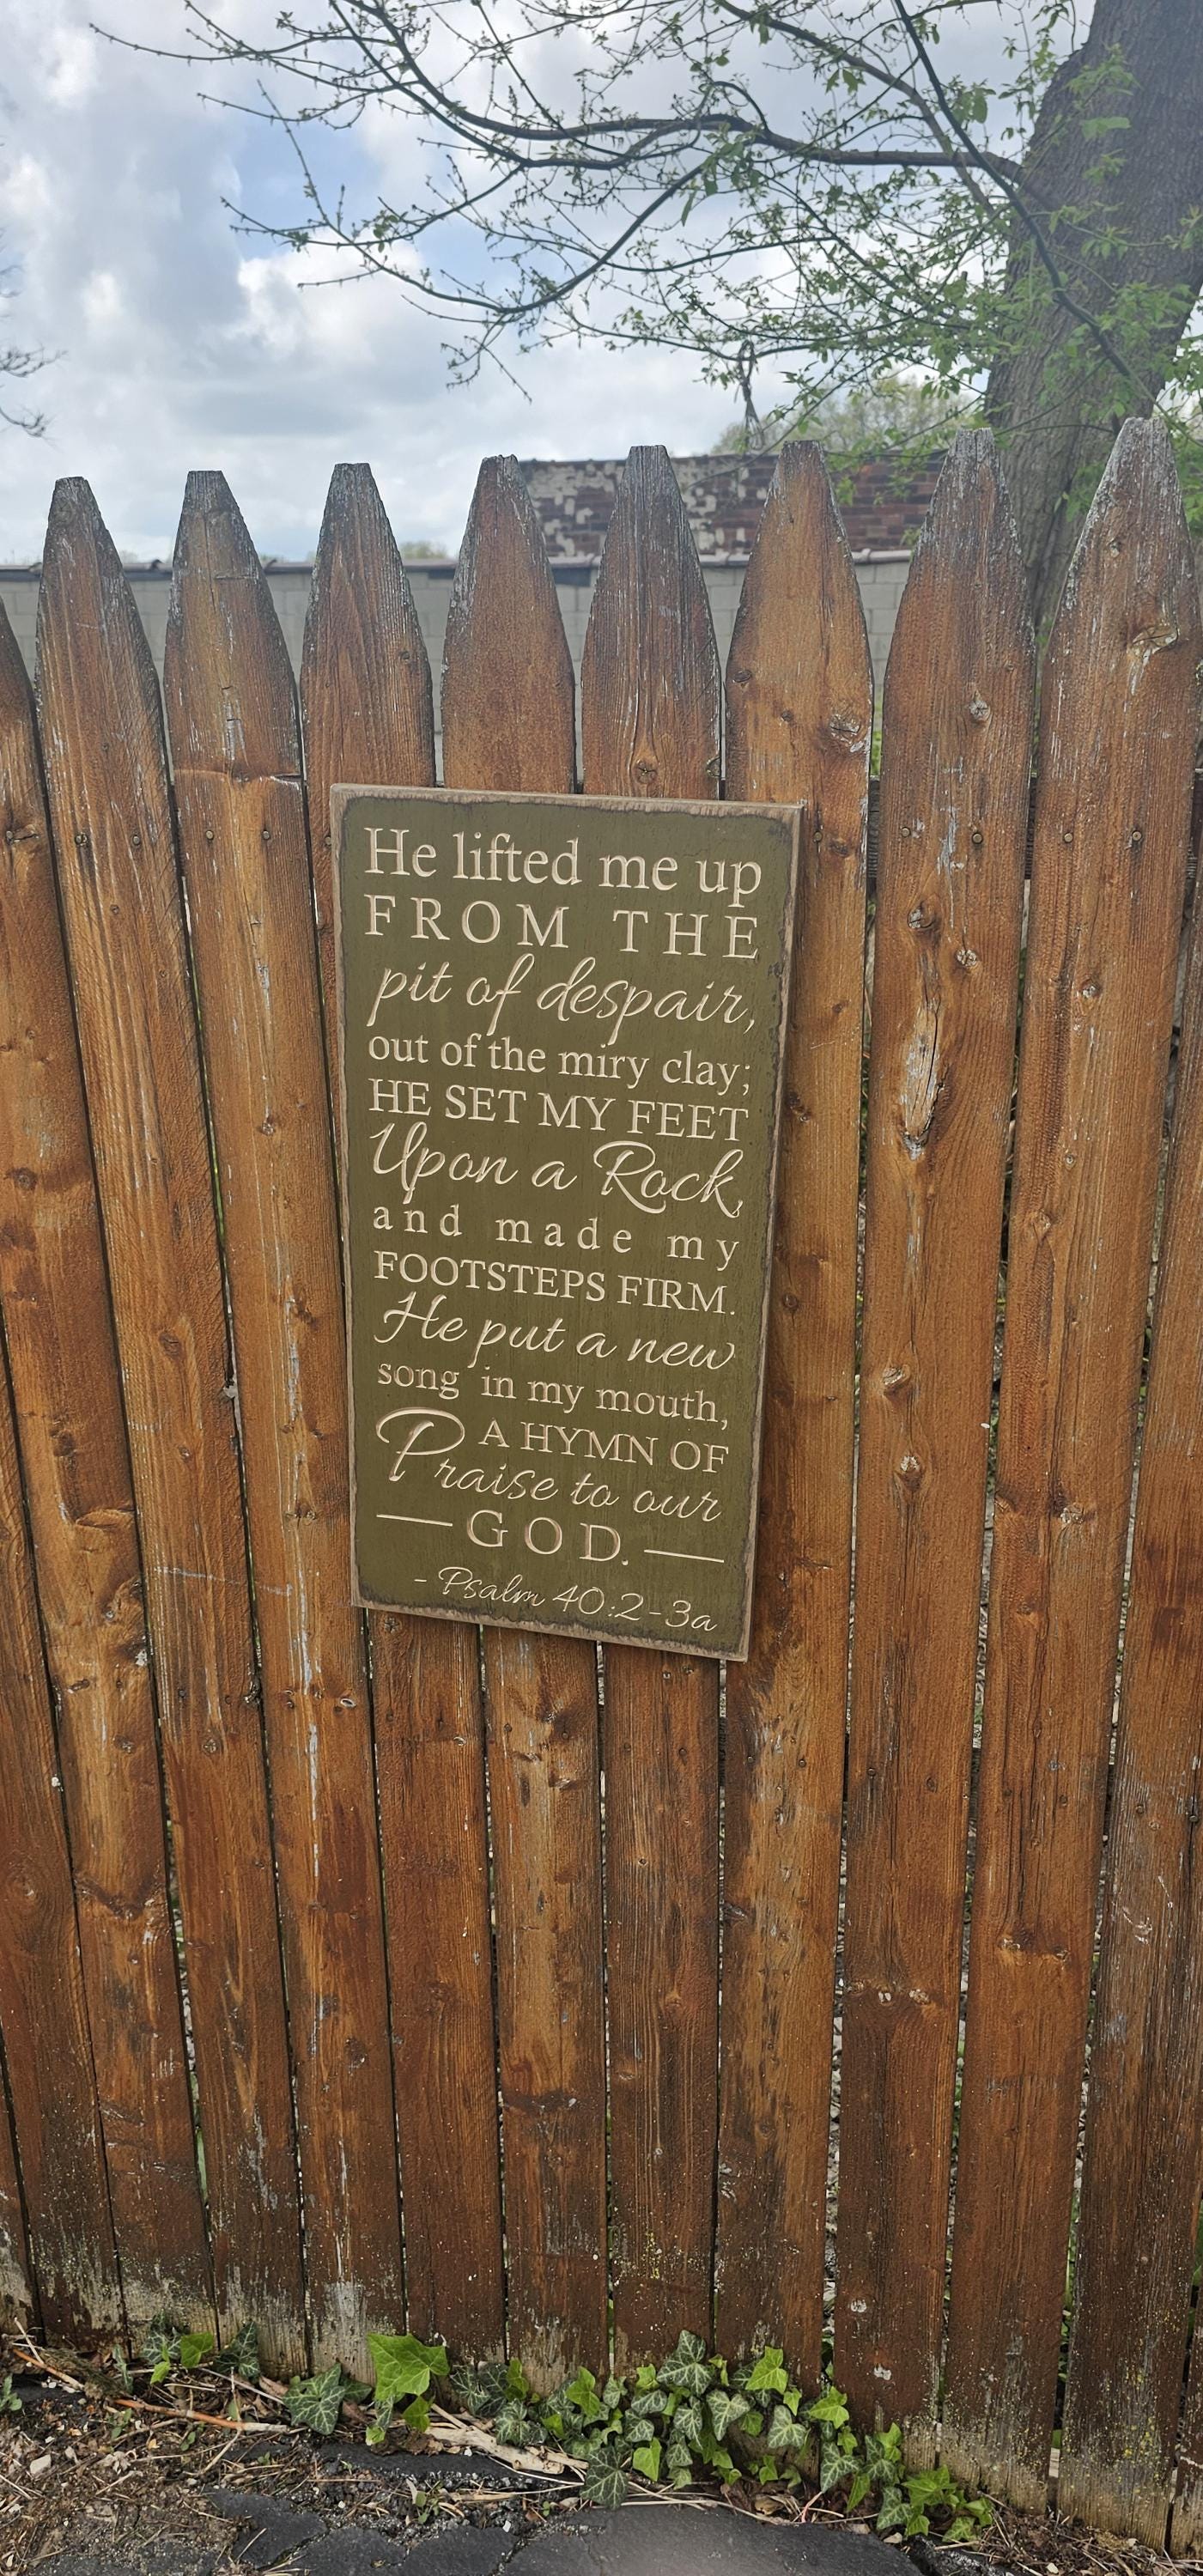 He lifted me up
FROM THE
pit of despair,
out of the miry clay;
HE SET MY FEET
Upon a Rock,
and made my
FOOTSTEPS FIRM.
He put a new
song in my mouth,
A HYMN OF
Praise to our
GOD.
- Psalm 40:2-3a